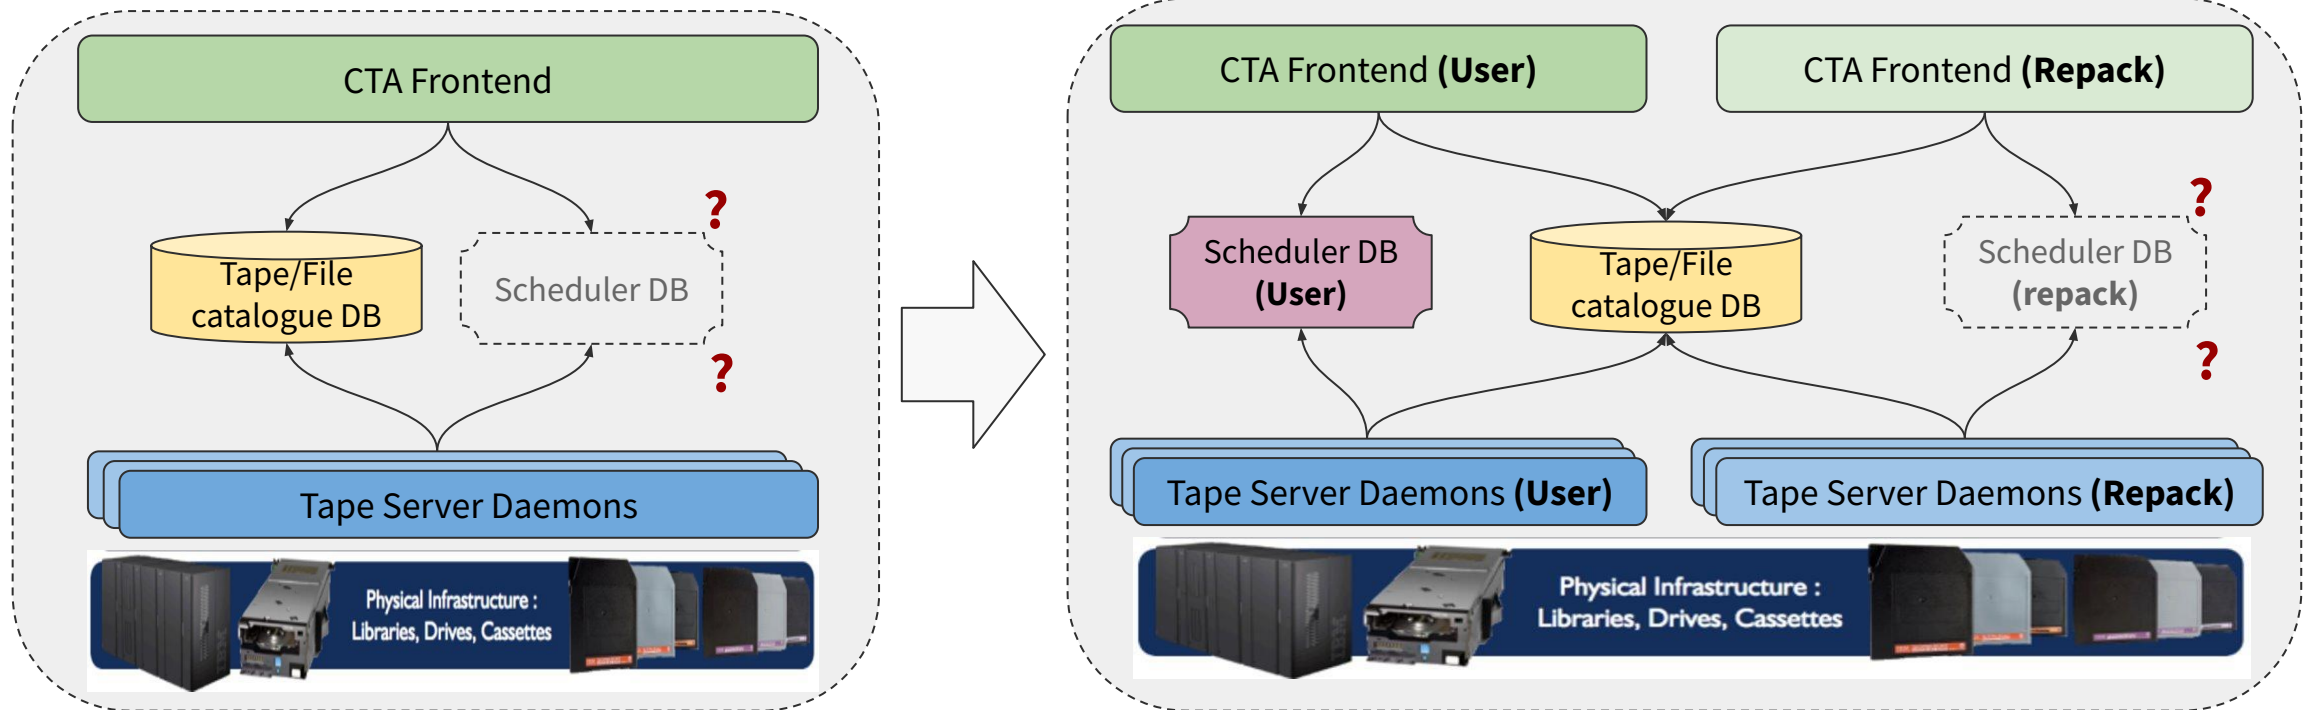 CTA Frontend
?
Tape/File
catalogue DB
Scheduler DB
?
Tape Server Daemons
Physical Infrastructure :
Libraries, Drives, Cassettes
CTA Frontend (User)
CTA Frontend (Repack)
?
Scheduler DB
(User)
Tape/File
catalogue DB
Scheduler DB
(repack)
?
Tape Server Daemons (User)
Tape Server Daemons (Repack)
Physical Infrastructure :
Libraries, Drives, Cassettes